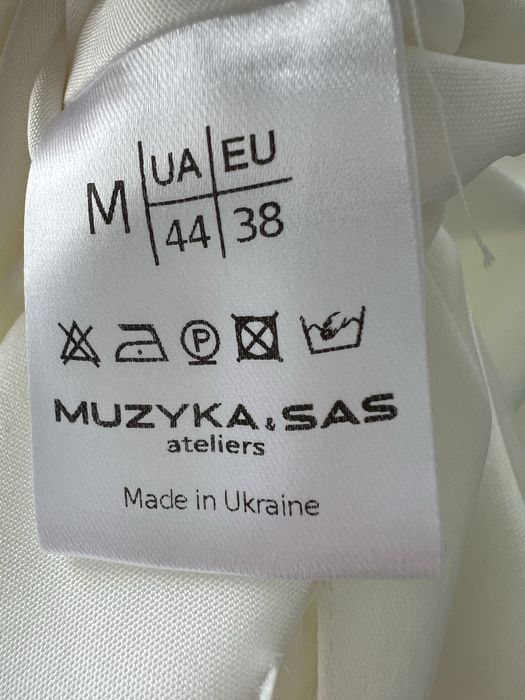 M UA EU
44 38
P
MUZYKA & SAS
ateliers
Made in Ukraine